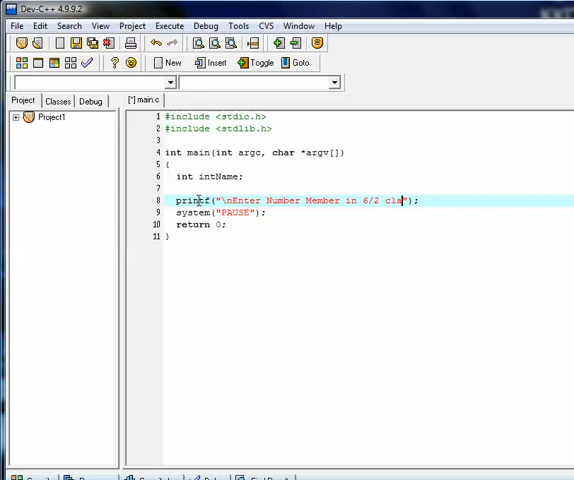 Dev-C++ 4.9.9.2
File Edit Search View Project Execute Debug Tools CVS Window Help
New Insert Toggle Goto
Project Classes Debug [*] main.c
Project1
1 #include <stdio.h>
2 #include <stdlib.h>
3
4 int main(int argc, char *argv[])
5 {
6 int intName;
7
8 printf("\nEnter Number Member in 6/2 cla");
9 system("PAUSE");
10 return 0;
11 }